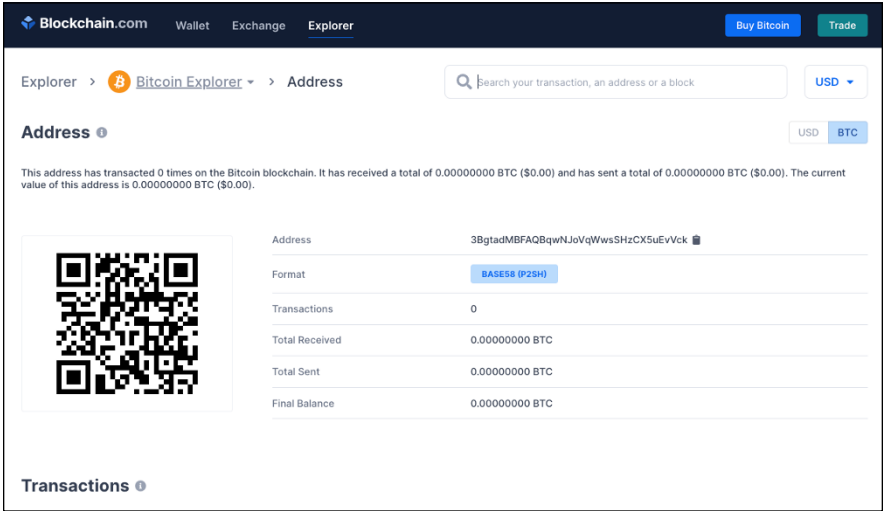 Blockchain.com Wallet Exchange Explorer Buy Bitcoin Trade
Explorer > Bitcoin Explorer > Address Search your transaction, an address or a block USD
Address USD BTC
This address has transacted 0 times on the Bitcoin blockchain. It has received a total of 0.00000000 BTC ($0.00) and has sent a total of 0.00000000 BTC ($0.00). The current
value of this address is 0.00000000 BTC ($0.00).
Address 3BgtadMBFAQBqwNJoVqWwsSHzCX5uEvVck
Format BASE58 (P2SH)
Transactions 0
Total Received 0.00000000 BTC
Total Sent 0.00000000 BTC
Final Balance 0.00000000 BTC
Transactions